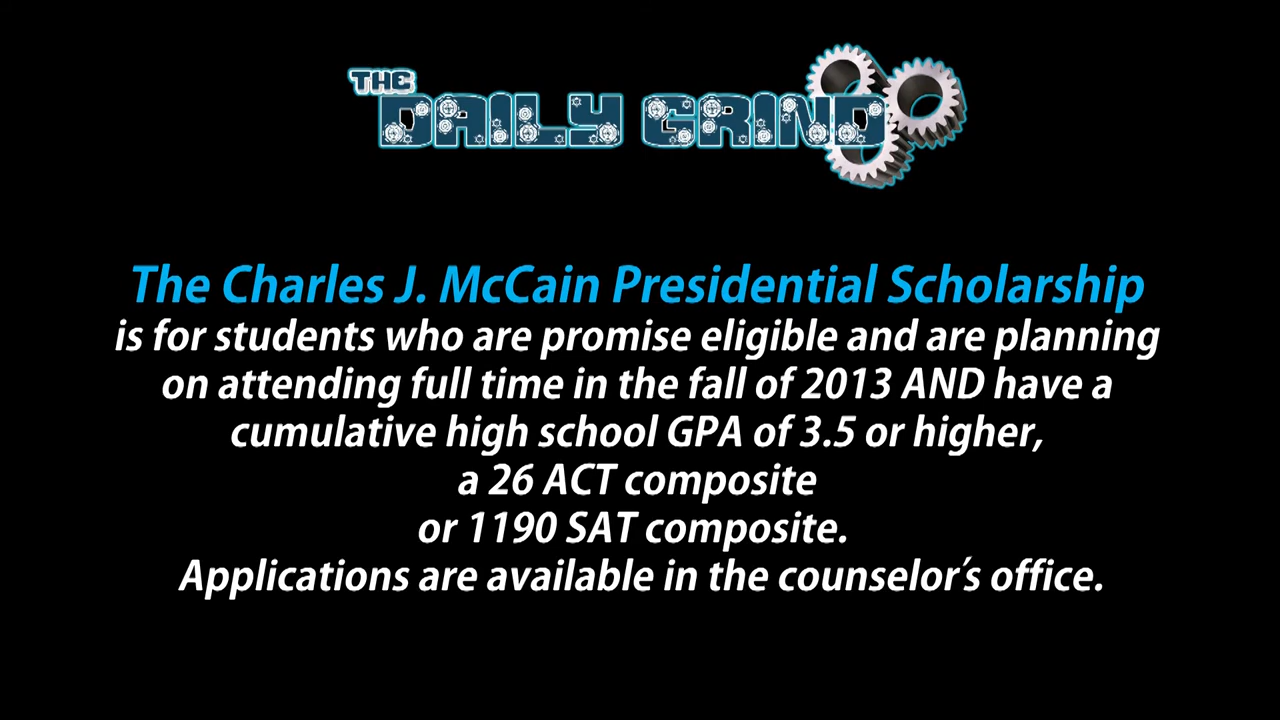 THE
DAILY GRIND
The Charles J. McCain Presidential Scholarship
is for students who are promise eligible and are planning
on attending full time in the fall of 2013 AND have a
cumulative high school GPA of 3.5 or higher,
a 26 ACT composite
or 1190 SAT composite.
Applications are available in the counselor′s office.